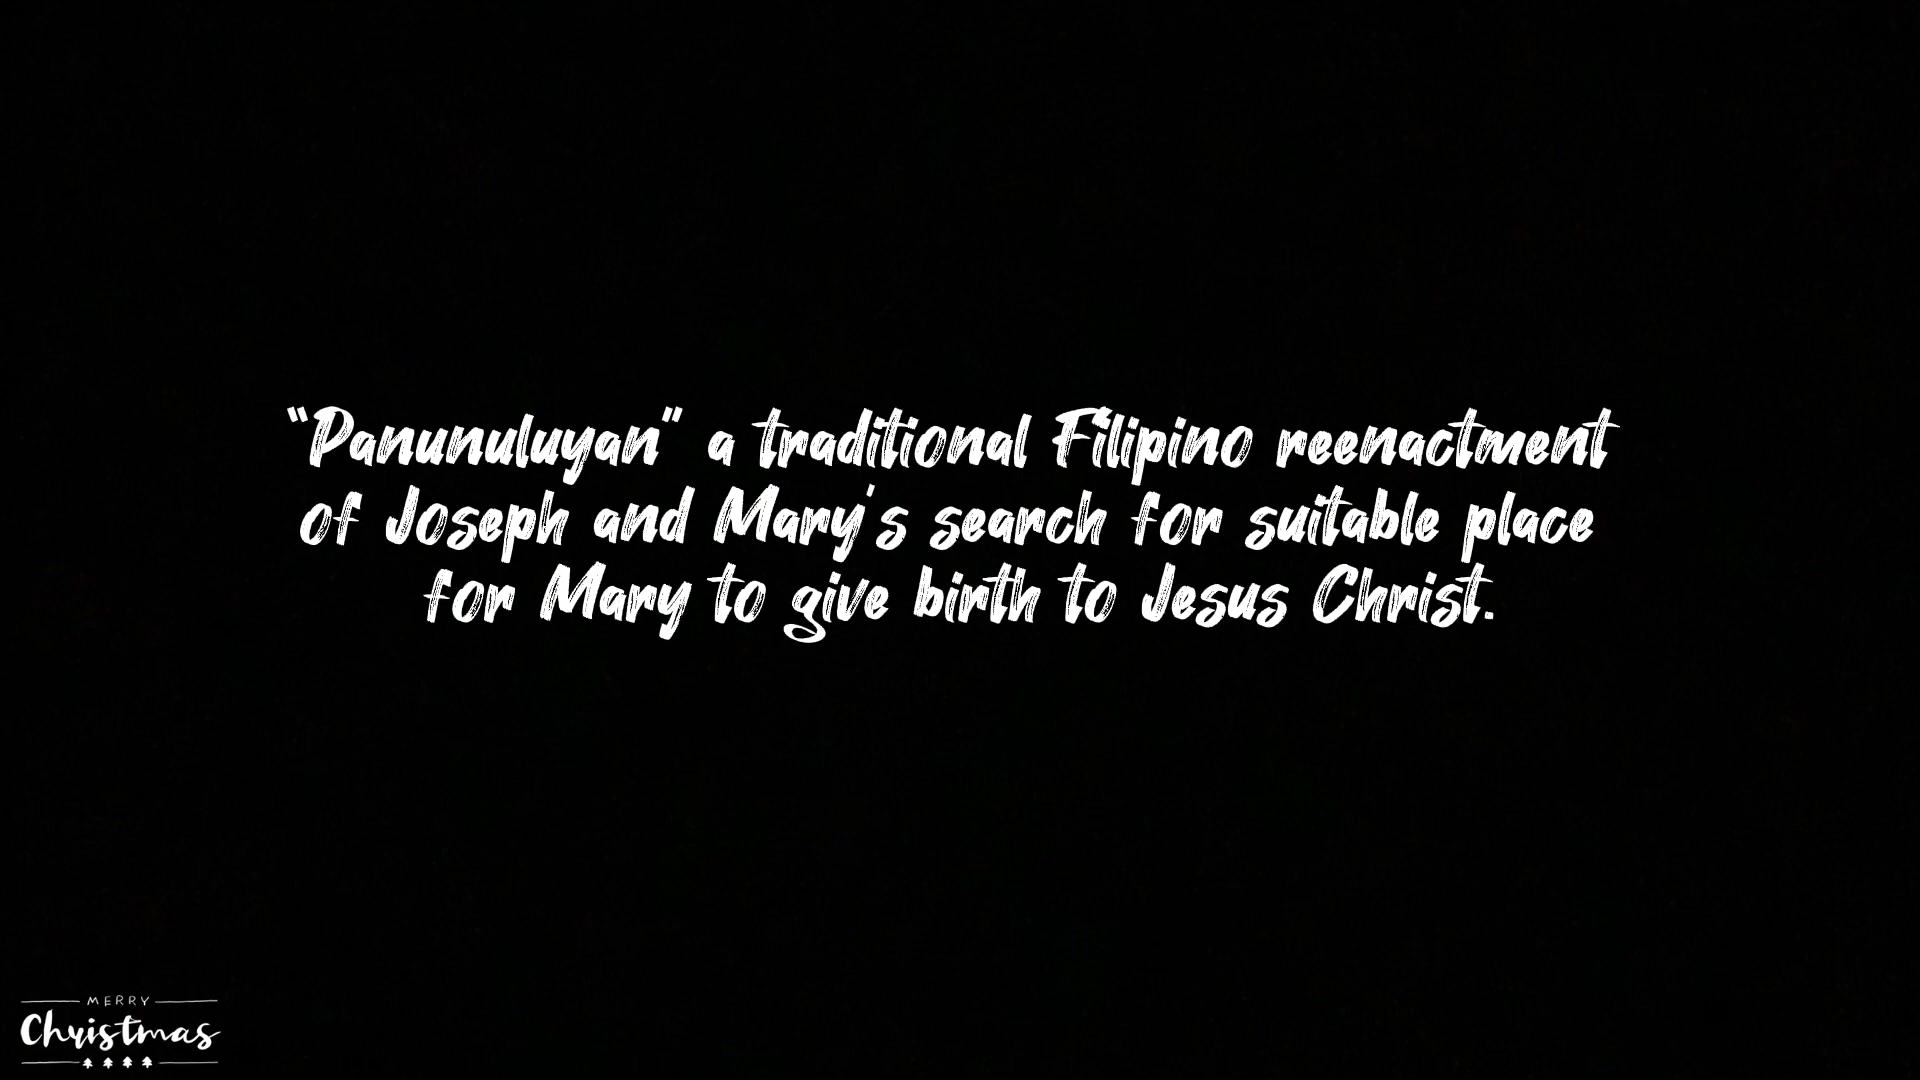 "Panunuluyan" a traditional Filipino reenactment
of Joseph and Mary's search for suitable place
for Mary to give birth to Jesus Christ.
MERRY
Christmas